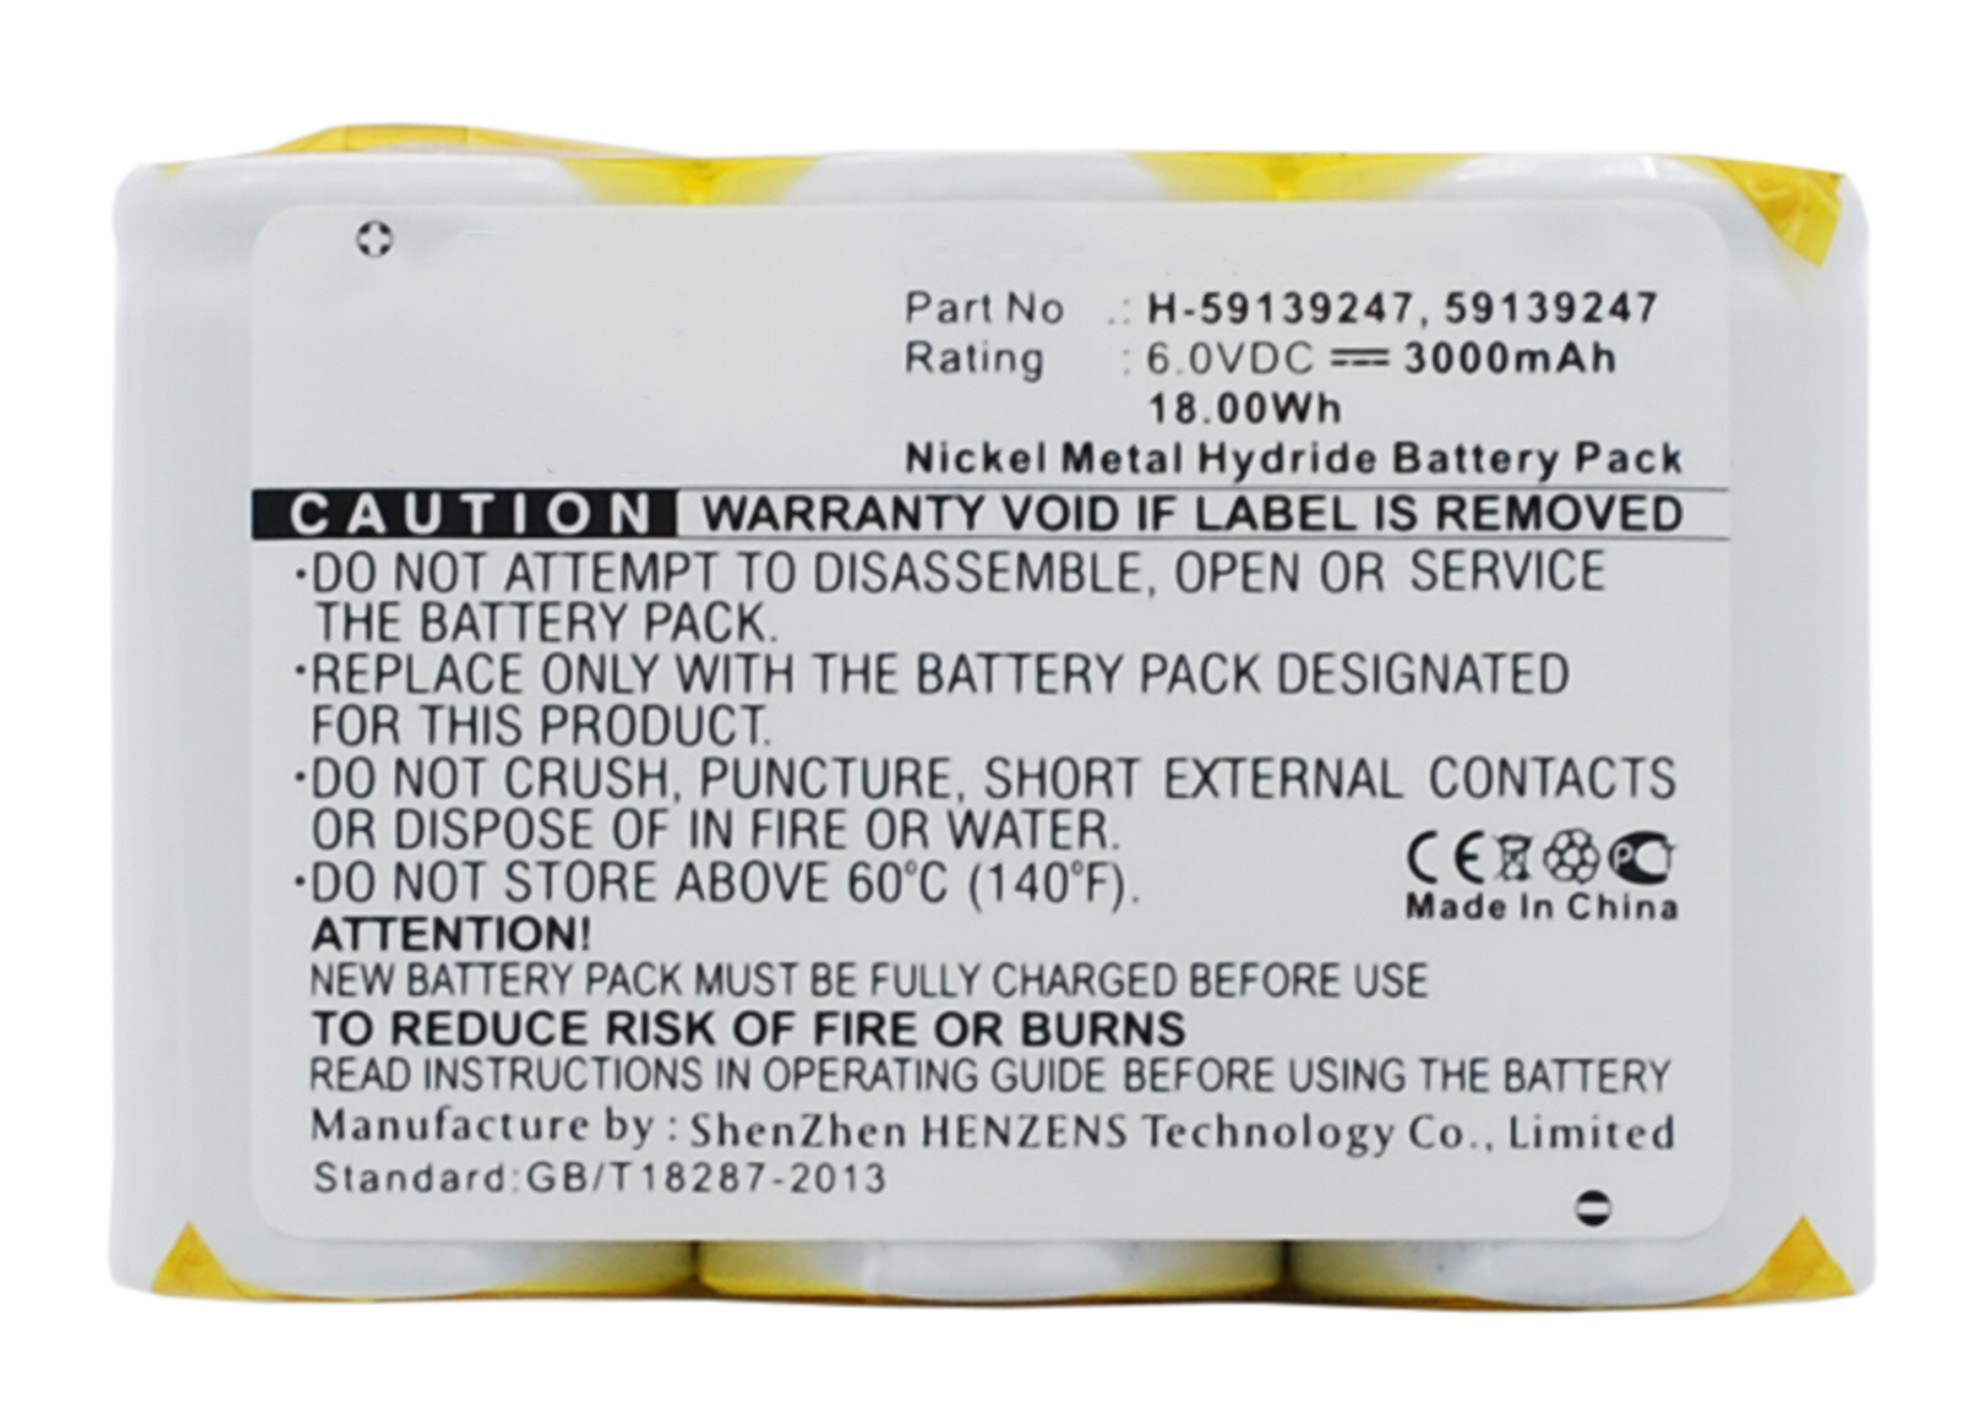 Part No .: H-59139247, 59139247
Rating : 6.0VDC ⎓ 3000mAh
18.00Wh
Nickel Metal Hydride Battery Pack
CAUTION WARRANTY VOID IF LABEL IS REMOVED
·DO NOT ATTEMPT TO DISASSEMBLE, OPEN OR SERVICE
THE BATTERY PACK.
·REPLACE ONLY WITH THE BATTERY PACK DESIGNATED
FOR THIS PRODUCT.
·DO NOT CRUSH, PUNCTURE, SHORT EXTERNAL CONTACTS
OR DISPOSE OF IN FIRE OR WATER.
·DO NOT STORE ABOVE 60°C (140°F).
CE PC
Made In China
ATTENTION!
NEW BATTERY PACK MUST BE FULLY CHARGED BEFORE USE
TO REDUCE RISK OF FIRE OR BURNS
READ INSTRUCTIONS IN OPERATING GUIDE BEFORE USING THE BATTERY
Manufacture by : ShenZhen HENZENS Technology Co., Limited
Standard:GB/T18287-2013